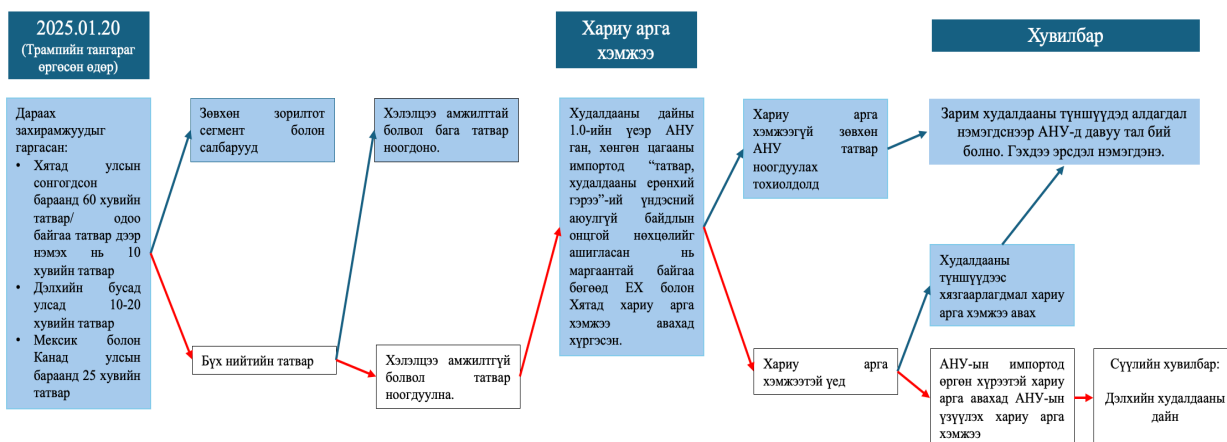 2025.01.20
(Трампийн тангараг
өргөсөн өдөр)
Хариу арга
хэмжээ
Хувилбар
Дараах
захирамжуудыг
гаргасан:
• Хятад улсын
сонгогдсон
бараанд 60 хувийн
татвар/ одоо
байгаа татвар дээр
нэмэх нь 10
хувийн татвар
• Дэлхийн бусад
улсад 10-20
хувийн татвар
• Мексик болон
Канад улсын
бараанд 25 хувийн
татвар
Зөвхөн зорилтот
сегмент болон
салбарууд
Бүх нийтийн татвар
Хэлэлцээ амжилттай
болвол бага татвар
ноогдоно.
Хэлэлцээ амжилтгүй
болвол татвар
ноогдуулна.
Худалдааны дайны
1.0-ийн үеэр АНУ
ган, хөнгөн цагааны
импортод “татвар,
худалдааны ерөнхий
гэрээ”-ий үндэсний
аюулгүй байдлын
онцгой нөхцөлийг
ашигласан нь
маргаантай байгаа
бөгөөд ЕХ болон
Хятад хариу арга
хэмжээ авахад
хүргэсэн.
Хариу арга
хэмжээгүй зөвхөн
АНУ татвар
ноогдуулах
тохиолдолд
Хариу арга
хэмжээтэй үед
Зарим худалдааны түншүүдэд алдагдал
нэмэгдснээр АНУ-д давуу тал бий
болно. Гэхдээ эрсдел нэмэгдэнэ.
Худалдааны
түншүүдээс
хязгаарлагдмал хариу
арга хэмжээ авах
АНУ-ын импортод
өргөн хүрээтэй хариу
арга авахад АНУ-ын
үзүүлэх хариу арга
хэмжээ
Сүүлийн хувилбар:
Дэлхийн худалдааны
дайн